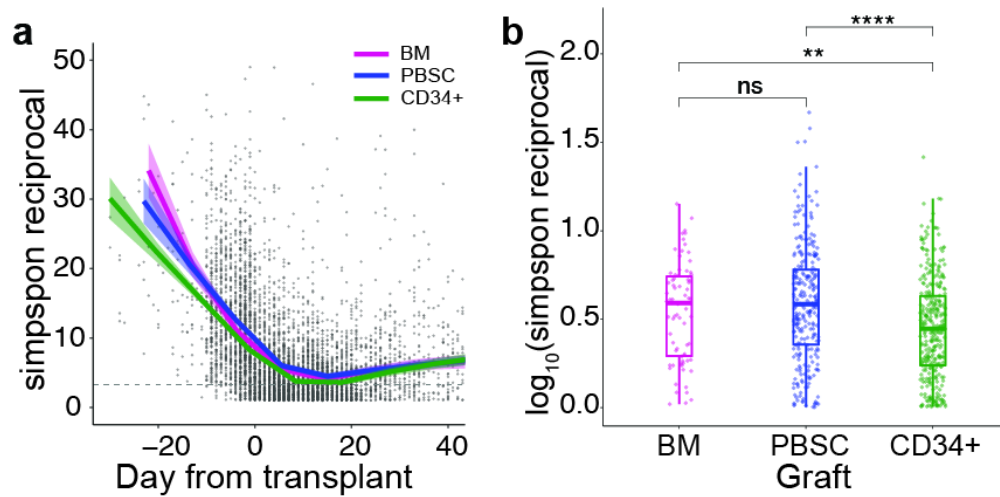 a
simpspon reciprocal
50
40
30
20
10
0
−20
0
20
40
Day from transplant
BM
PBSC
CD34+
b
log10(simpspon reciprocal)
2.0
1.5
1.0
0.5
0.0
****
**
ns
BM PBSC CD34+
Graft